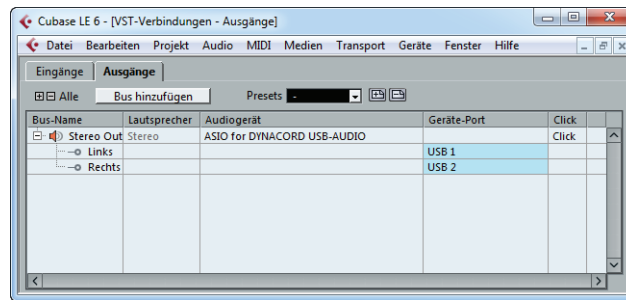 Cubase LE 6 - [VST-Verbindungen - Ausgänge]
Datei Bearbeiten Projekt Audio MIDI Medien Transport Geräte Fenster Hilfe
Eingänge Ausgänge
Alle Bus hinzufügen Presets -
Bus-Name Lautsprecher Audiogerät Geräte-Port Click
Stereo Out Stereo ASIO for DYNACORD USB-AUDIO Click
Links USB 1
Rechts USB 2